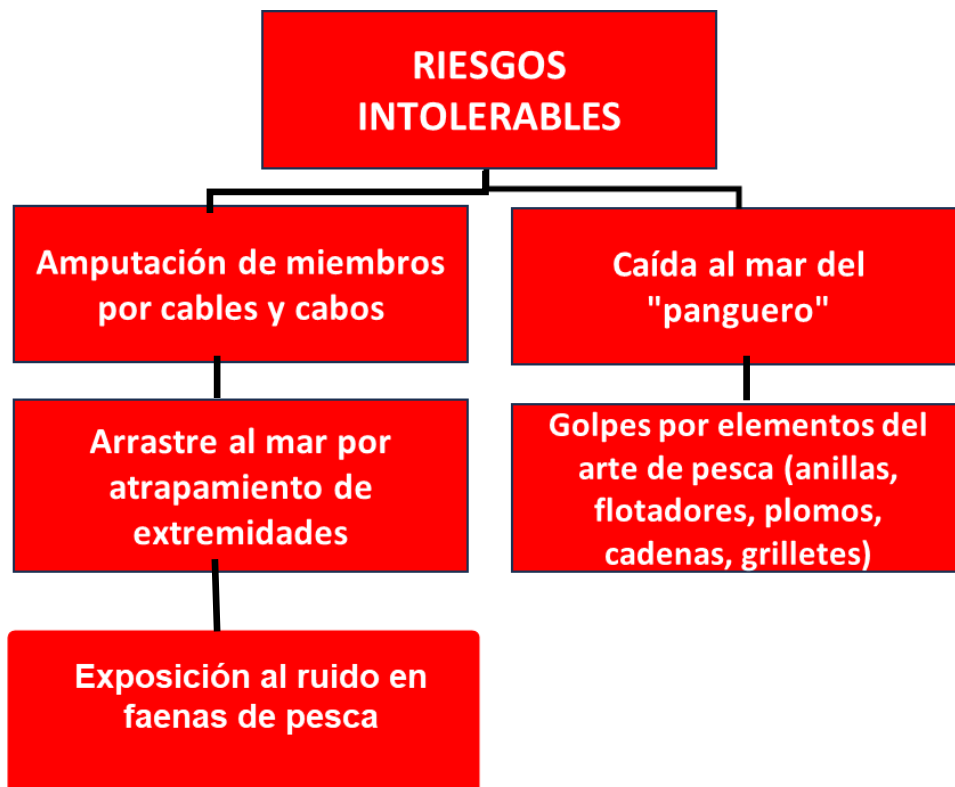 RIESGOS
INTOLERABLES
Amputación de miembros
por cables y cabos
Caída al mar del
"panguero"
Arrastre al mar por
atrapamiento de
extremidades
Golpes por elementos del
arte de pesca (anillas,
flotadores, plomos,
cadenas, grilletes)
Exposición al ruido en
faenas de pesca